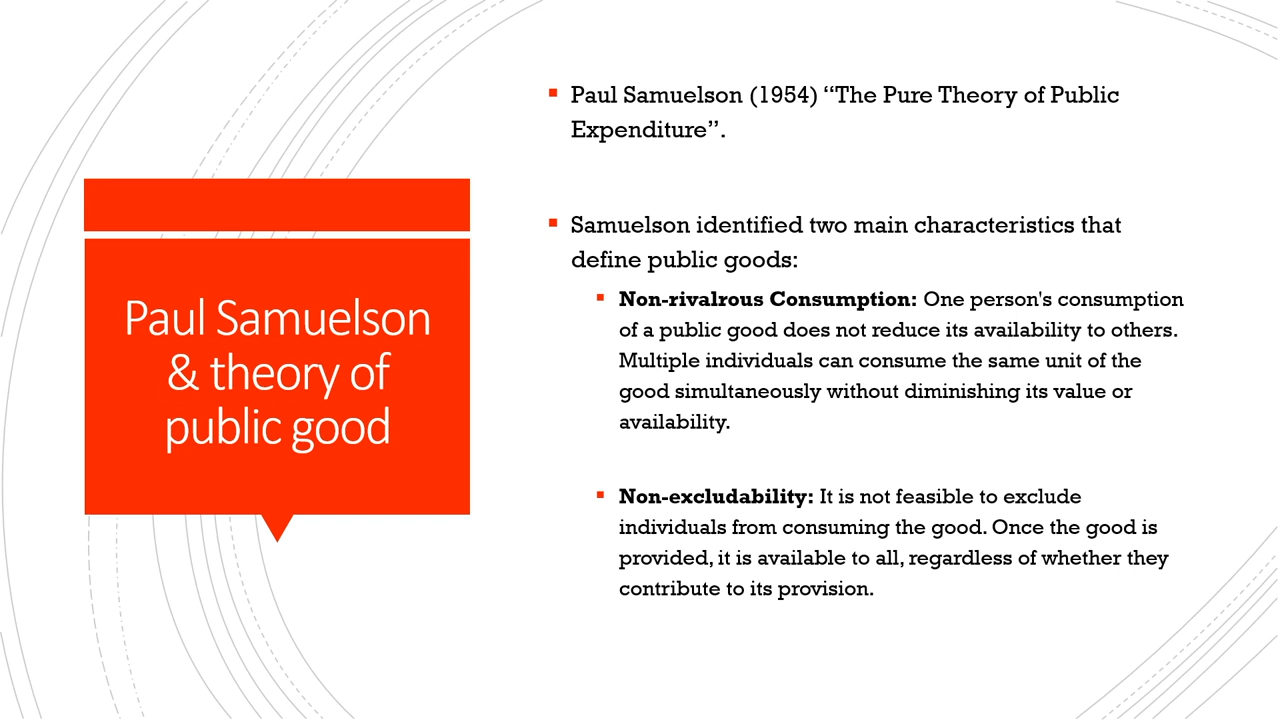 Paul Samuelson
& theory of
public good
Paul Samuelson (1954) “The Pure Theory of Public
Expenditure”.
Samuelson identified two main characteristics that
define public goods:
Non-rivalrous Consumption: One person's consumption
of a public good does not reduce its availability to others.
Multiple individuals can consume the same unit of the
good simultaneously without diminishing its value or
availability.
Non-excludability: It is not feasible to exclude
individuals from consuming the good. Once the good is
provided, it is available to all, regardless of whether they
contribute to its provision.